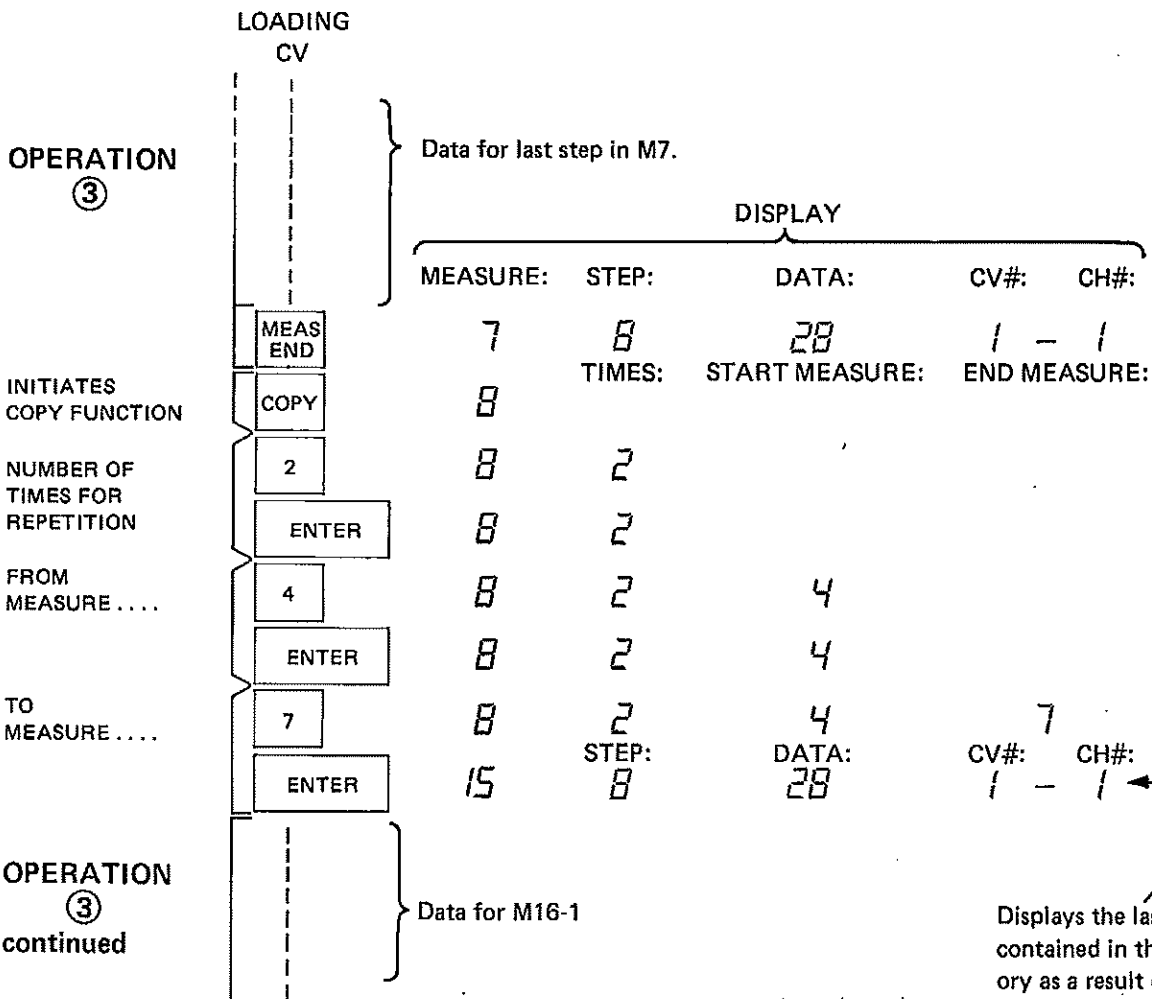 LOADING
CV
OPERATION
③
Data for last step in M7.
DISPLAY
MEASURE: STEP: DATA: CV#: CH#:
MEAS
END
7 8 28 1 – 1
TIMES: START MEASURE: END MEASURE:
INITIATES
COPY FUNCTION
COPY 8
NUMBER OF
TIMES FOR
REPETITION
2 8 2
ENTER 8 2
FROM
MEASURE....
4 8 2 4
ENTER 8 2 4
TO
MEASURE....
7 8 2 4 7
STEP: DATA: CV#: CH#:
ENTER 15 8 28 1 – 1
OPERATION
③
continued
Data for M16-1
Displays the
contained in
ory as a result